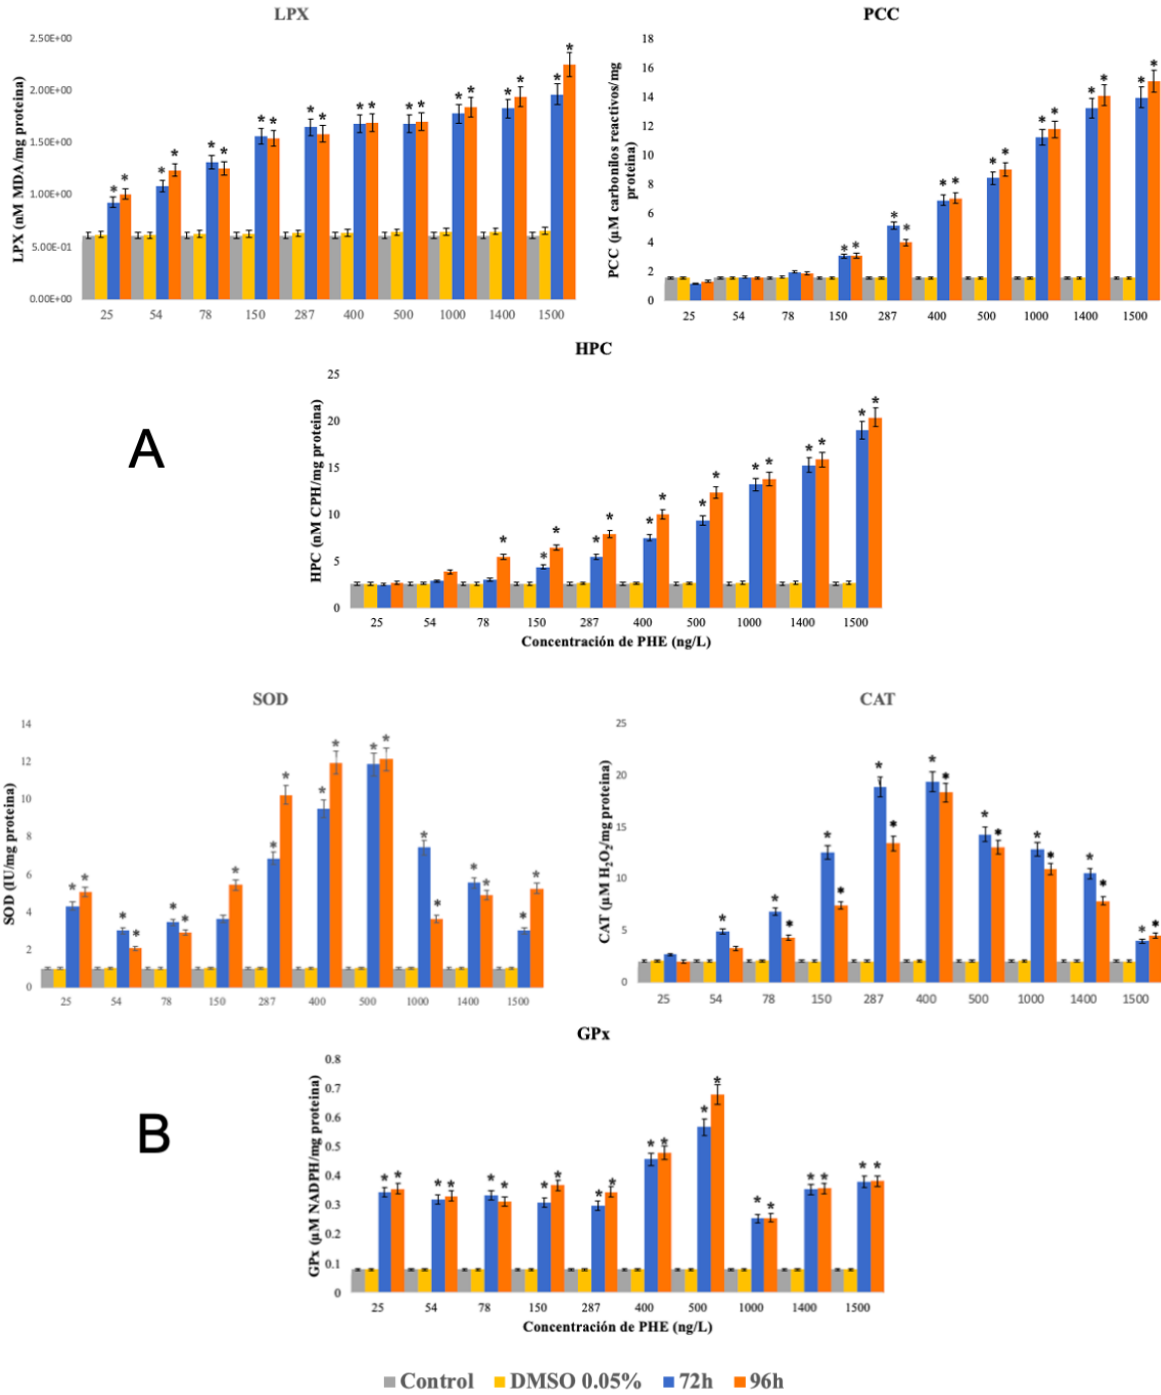 LPX
LPX (nM MDA/mg proteina)
2.50E+00
2.00E+00
1.50E+00
1.00E+00
5.00E-01
0.00E+00
25 54 78 150 287 400 500 1000 1400 1500
PCC
PCC (µM carbonilos reactivos/mg
proteina)
18
16
14
12
10
8
6
4
2
0
25 54 78 150 287 400 500 1000 1400 1500
A
HPC
HPC (nM CPH/mg proteina)
25
20
15
10
5
0
25 54 78 150 287 400 500 1000 1400 1500
Concentración de PHE (ng/L)
SOD
SOD (IU/mg proteina)
14
12
10
8
6
4
2
0
25 54 78 150 287 400 500 1000 1400 1500
CAT
CAT (µM H₂O₂/mg proteina)
25
20
15
10
5
0
25 54 78 150 287 400 500 1000 1400 1500
B
GPx
GPx (µM NADPH/mg proteina)
0.8
0.7
0.6
0.5
0.4
0.3
0.2
0.1
0
25 54 78 150 287 400 500 1000 1400 1500
Concentración de PHE (ng/L)
Control DMSO 0.05% 72h 96h